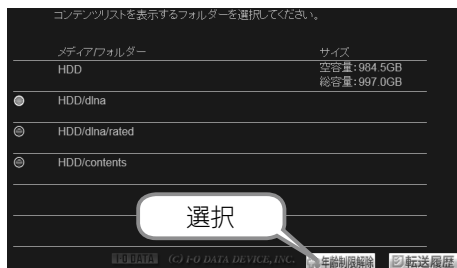 コンテンツリストを表示するフォルダーを選択してください。
メディア/フォルダー サイズ
HDD 空容量:984.5GB
総容量:997.0GB
HDD/dlna
HDD/dlna/rated
HDD/contents
選択
I-O DATA (C) I-O DATA DEVICE, INC. 年齢制限解除 転送履歴